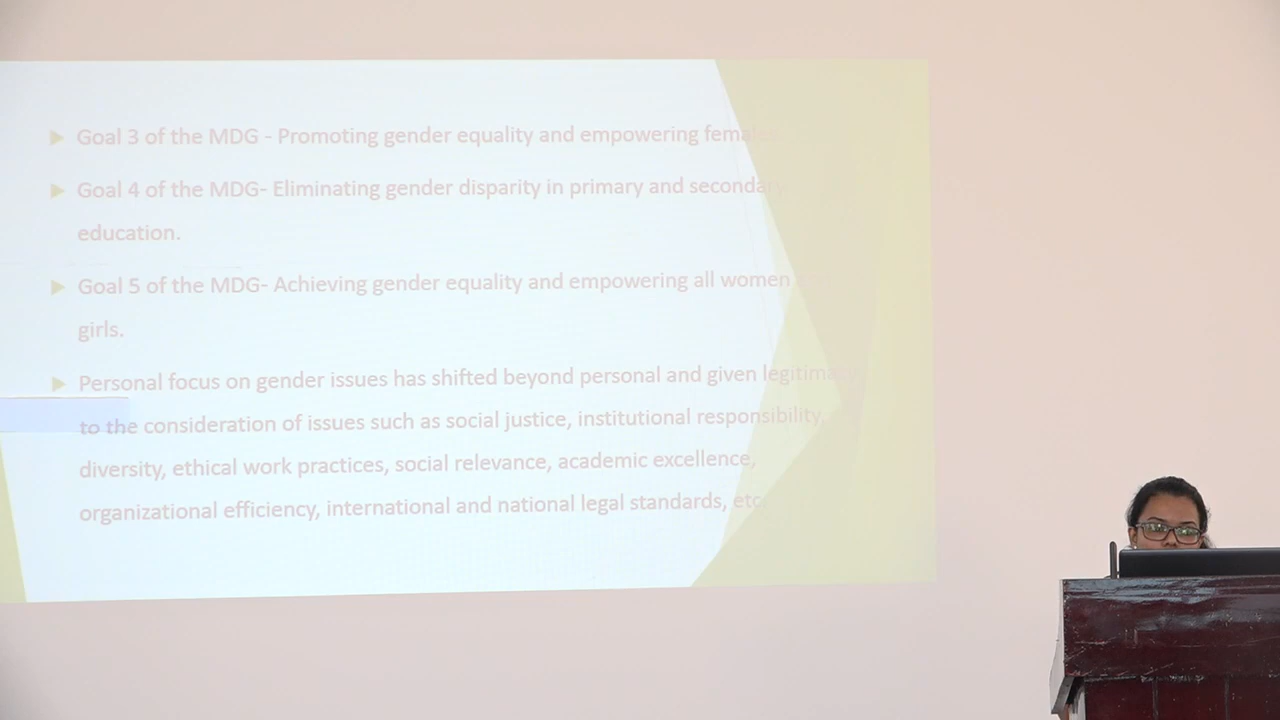 Goal 3 of the MDG - Promoting gender equality and empowering females
Goal 4 of the MDG- Eliminating gender disparity in primary and secondary
education.
Goal 5 of the MDG- Achieving gender equality and empowering all women and
girls.
Personal focus on gender issues has shifted beyond personal and given legitimacy
to the consideration of issues such as social justice, institutional responsibility,
diversity, ethical work practices, social relevance, academic excellence,
organizational efficiency, international and national legal standards, etc.